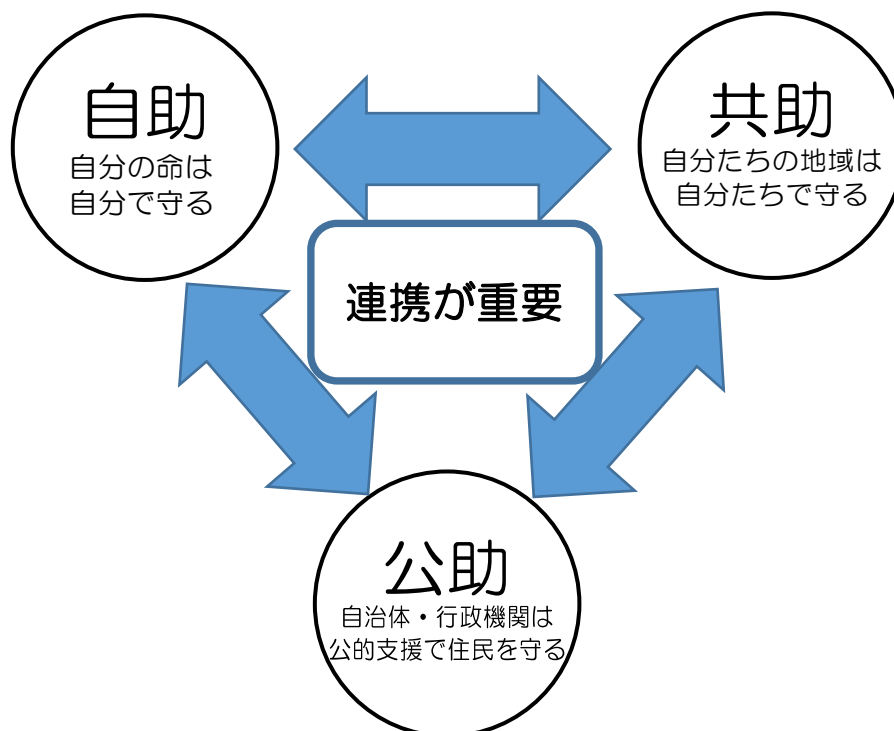 自助
自分の命は
自分で守る
共助
自分たちの地域は
自分たちで守る
連携が重要
公助
自治体・行政機関は
公的支援で住民を守る